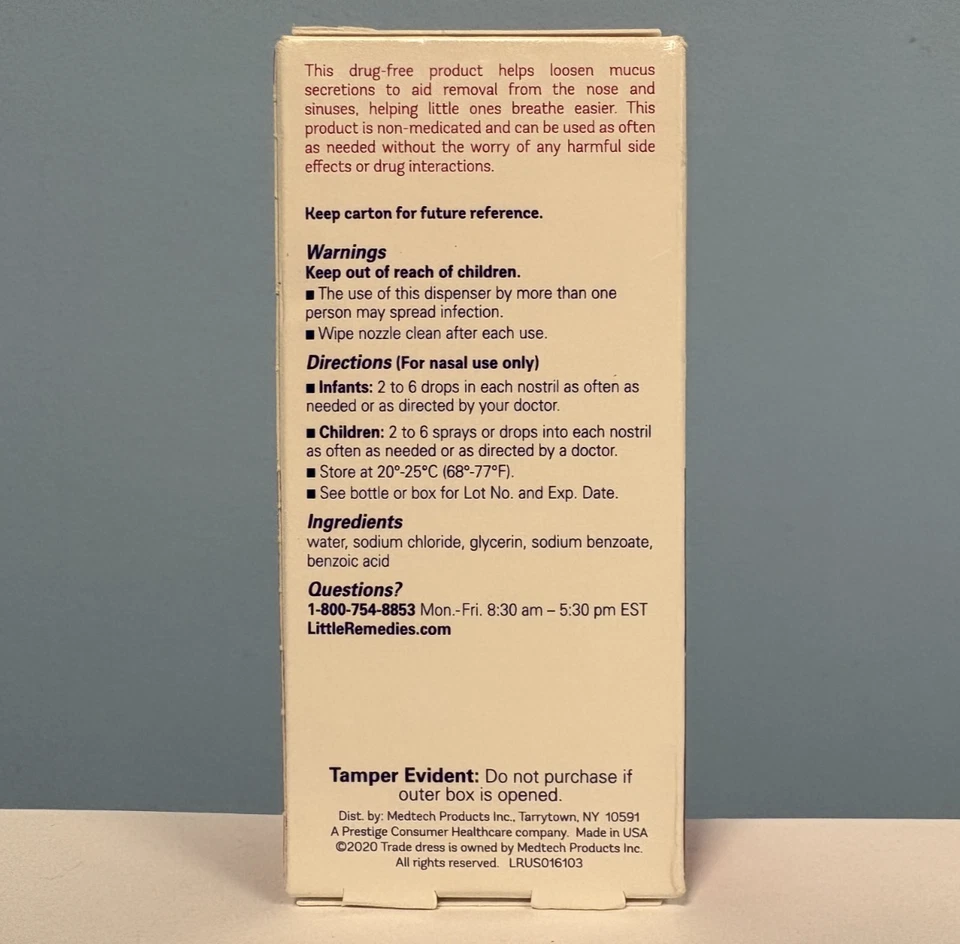 This drug-free product helps loosen mucus
secretions to aid removal from the nose and
sinuses, helping little ones breathe easier. This
product is non-medicated and can be used as often
as needed without the worry of any harmful side
effects or drug interactions.
Keep carton for future reference.
Warnings
Keep out of reach of children.
■ The use of this dispenser by more than one
person may spread infection.
■ Wipe nozzle clean after each use.
Directions (For nasal use only)
■ Infants: 2 to 6 drops in each nostril as often as
needed or as directed by your doctor.
■ Children: 2 to 6 sprays or drops into each nostril
as often as needed or as directed by a doctor.
■ Store at 20°-25°C (68°-77°F).
■ See bottle or box for Lot No. and Exp. Date.
Ingredients
water, sodium chloride, glycerin, sodium benzoate,
benzoic acid
Questions?
1-800-754-8853 Mon.-Fri. 8:30 am – 5:30 pm EST
LittleRemedies.com
Tamper Evident: Do not purchase if
outer box is opened.
Dist. by: Medtech Products Inc., Tarrytown, NY 10591
A Prestige Consumer Healthcare company. Made in USA
©2020 Trade dress is owned by Medtech Products Inc.
All rights reserved. LRUS016103